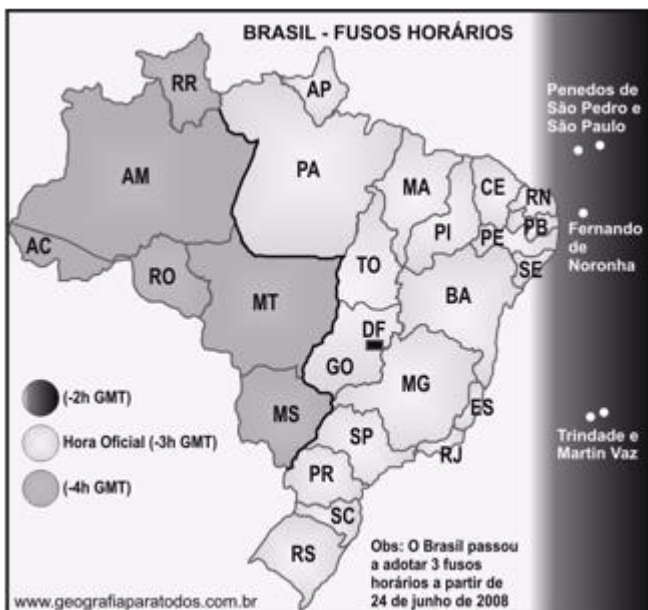 BRASIL - FUSOS HORÁRIOS
RR
AP
Penedos de
São Pedro e
São Paulo
AM
PA
MA
CE
RN
PB
PI
PE
Fernando
de
Noronha
AC
RO
TO
SE
MT
BA
DF
GO
MG
(-2h GMT)
MS
ES
Hora Oficial (-3h GMT)
SP
RJ
Trindade e
Martin Vaz
(-4h GMT)
PR
SC
RS
Obs: O Brasil passou
a adotar 3 fusos
horários a partir de
24 de junho de 2008
www.geografiaparatodos.com.br